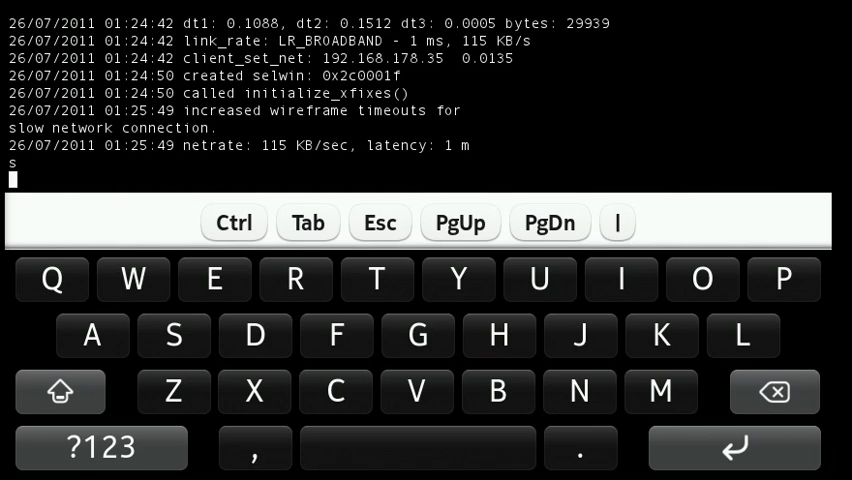 26/07/2011 01:24:42 dt1: 0.1088, dt2: 0.1512 dt3: 0.0005 bytes: 29939
26/07/2011 01:24:42 link_rate: LR_BROADBAND - 1 ms, 115 KB/s
26/07/2011 01:24:42 client_set_net: 192.168.178.35  0.0135
26/07/2011 01:24:50 created selwin: 0x2c0001f
26/07/2011 01:24:50 called initialize_xfixes()
26/07/2011 01:25:49 increased wireframe timeouts for
slow network connection.
26/07/2011 01:25:49 netrate: 115 KB/sec, latency: 1 m
s
Ctrl Tab Esc PgUp PgDn |
Q W E R T Y U I O P
A S D F G H J K L
Z X C V B N M
?123 , .